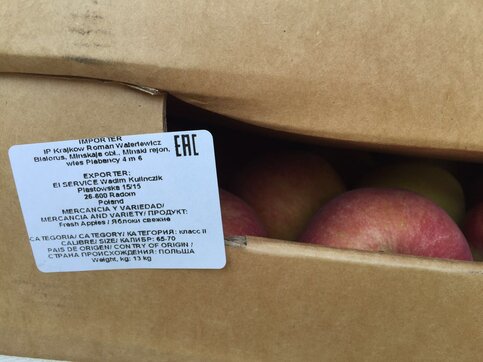 IMPORTER
IP Krajkow Roman Walerlewicz
Bialorus, Minskaja obl., Minski rejon,
wies Plabancy 4 m 6
EAC
EXPORTER:
EI SERVICE Wadim Kulinczik
Piastowska 15/15
26-600 Radom
Poland
MERCANCIA Y VARIEDAD/
MERCANCIA AND VARIETY/ ПРОДУКТ:
Fresh Apples / Яблоки свежие
CATEGORIA/ CATEGORY/ КАТЕГОРИЯ: класс II
CALIBRE/ SIZE/ КАЛИБР: 65-70
PAIS DE ORIGEN/ CONTRY OF ORIGIN /
СТРАНА ПРОИСХОЖДЕНИЯ: ПОЛЬША
Weight, kg: 13 kg